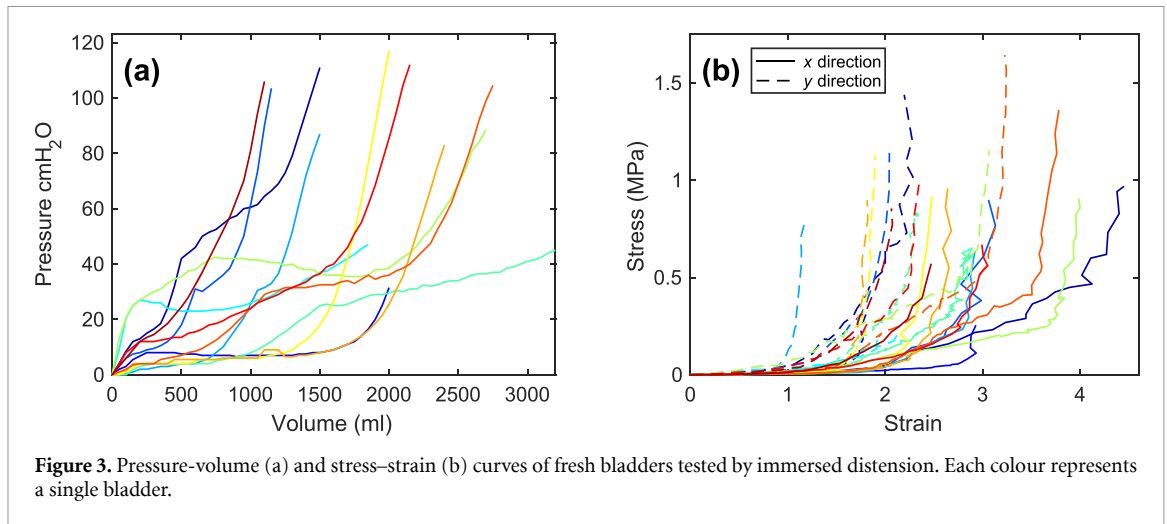 (a)
120
100
80
60
40
20
0
Pressure cmH2O
0 500 1000 1500 2000 2500 3000
Volume (ml)
(b)
x direction
y direction
1.5
1
0.5
0
Stress (MPa)
0 1 2 3 4
Strain
Figure 3. Pressure-volume (a) and stress–strain (b) curves of fresh bladders tested by immersed distension. Each colour represents
a single bladder.